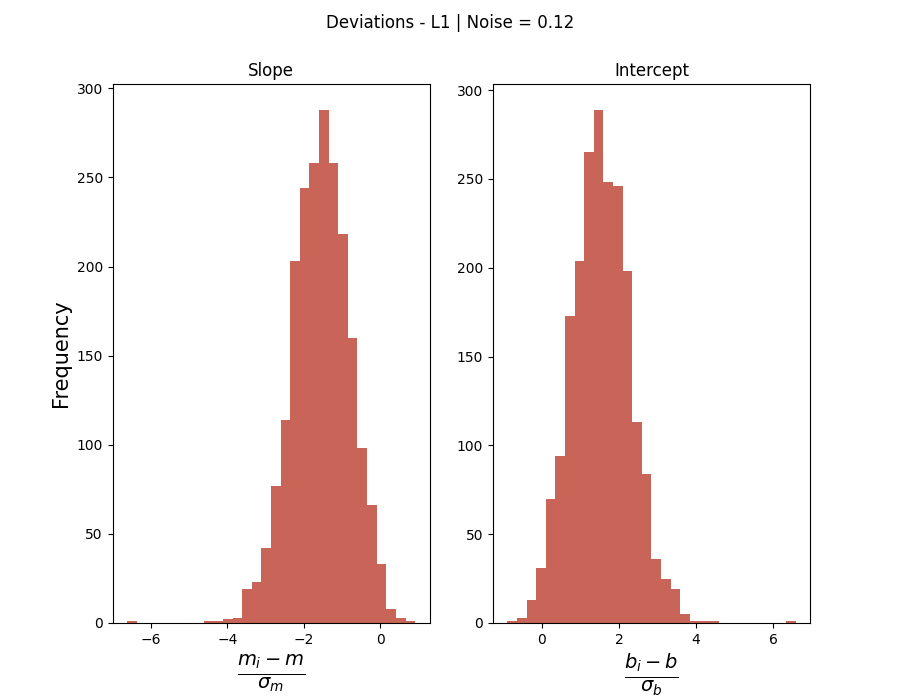 Deviations - L1 | Noise = 0.12
Slope
Intercept
Frequency
300
250
200
150
100
50
0
−6
−4
−2
0
m_i − m
σ_m
300
250
200
150
100
50
0
0
2
4
6
b_i − b
σ_b